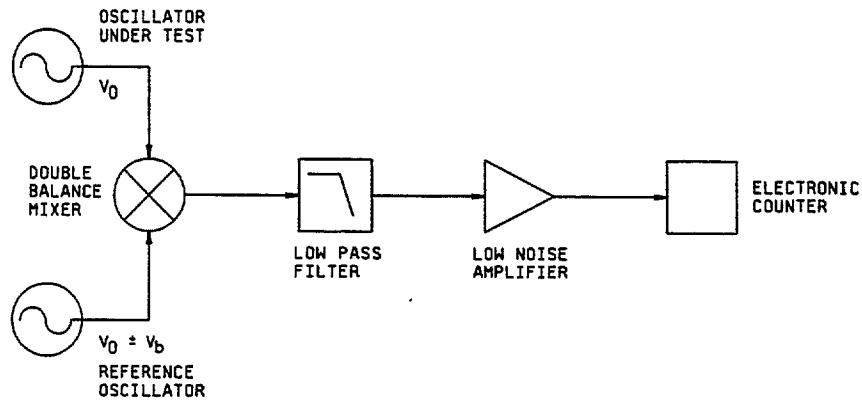 OSCILLATOR
UNDER TEST
V0
DOUBLE
BALANCE
MIXER
LOW PASS
FILTER
LOW NOISE
AMPLIFIER
ELECTRONIC
COUNTER
V0 ± Vb
REFERENCE
OSCILLATOR